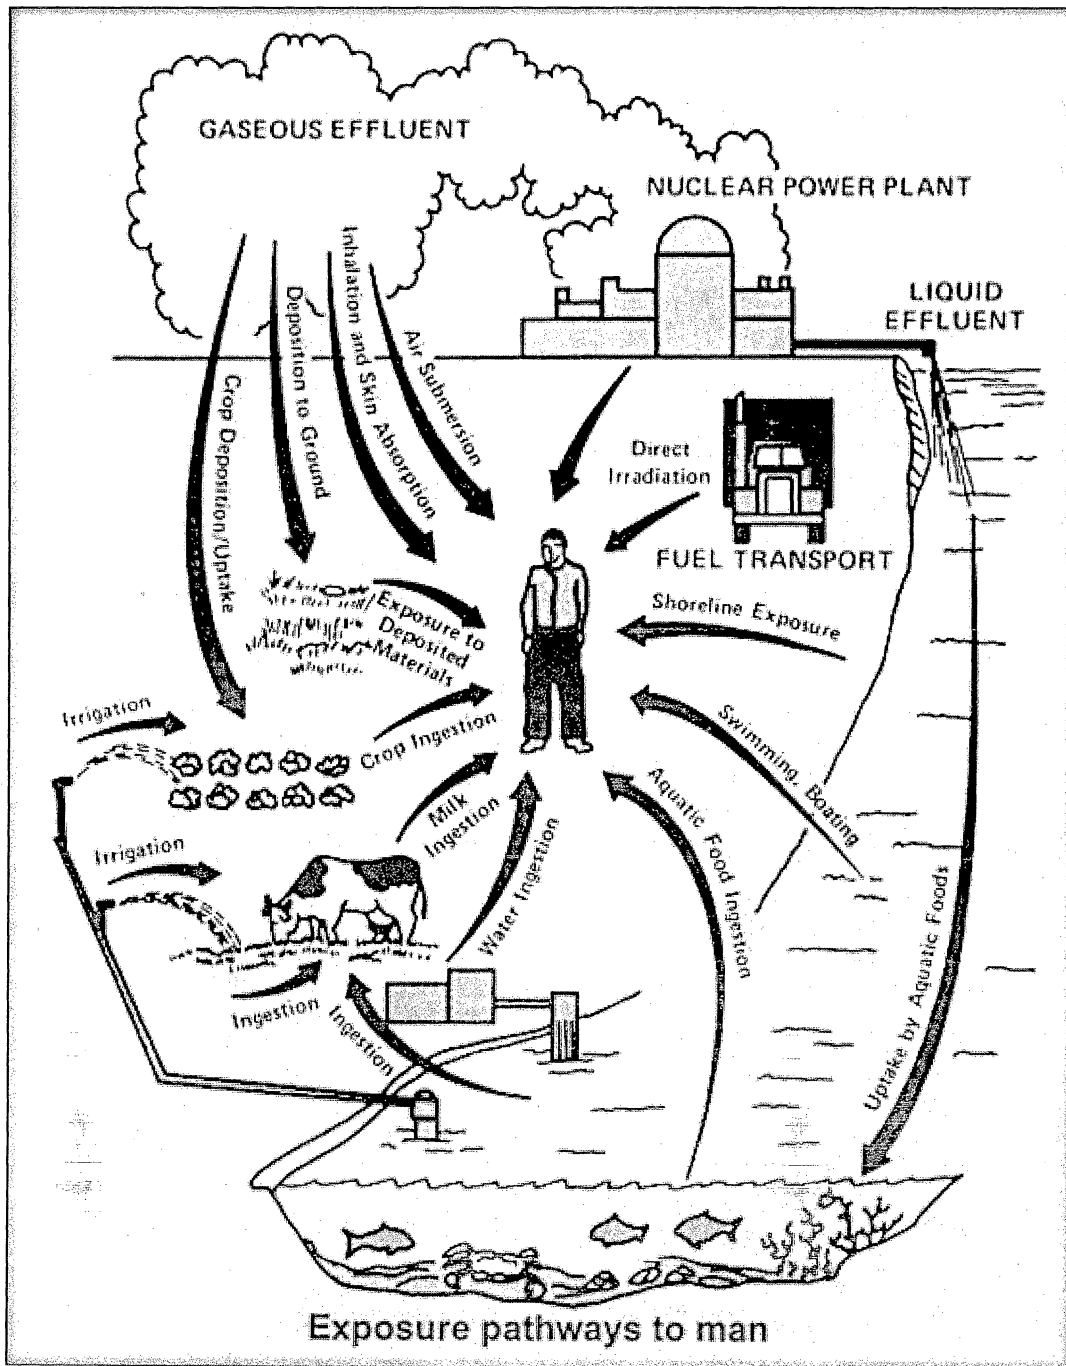 GASEOUS EFFLUENT
NUCLEAR POWER PLANT
LIQUID
EFFLUENT
Inhalation and Skin Absorption
Deposition to Ground
Air Submersion
Crop Deposition/Uptake
Direct
Irradiation
FUEL TRANSPORT
Exposure to
Deposited
Materials
Shoreline Exposure
Irrigation
Crop Ingestion
Swimming, Boating
Milk
Ingestion
Aquatic Food Ingestion
Irrigation
Water Ingestion
Uptake by Aquatic Foods
Ingestion
Ingestion
Exposure pathways to man